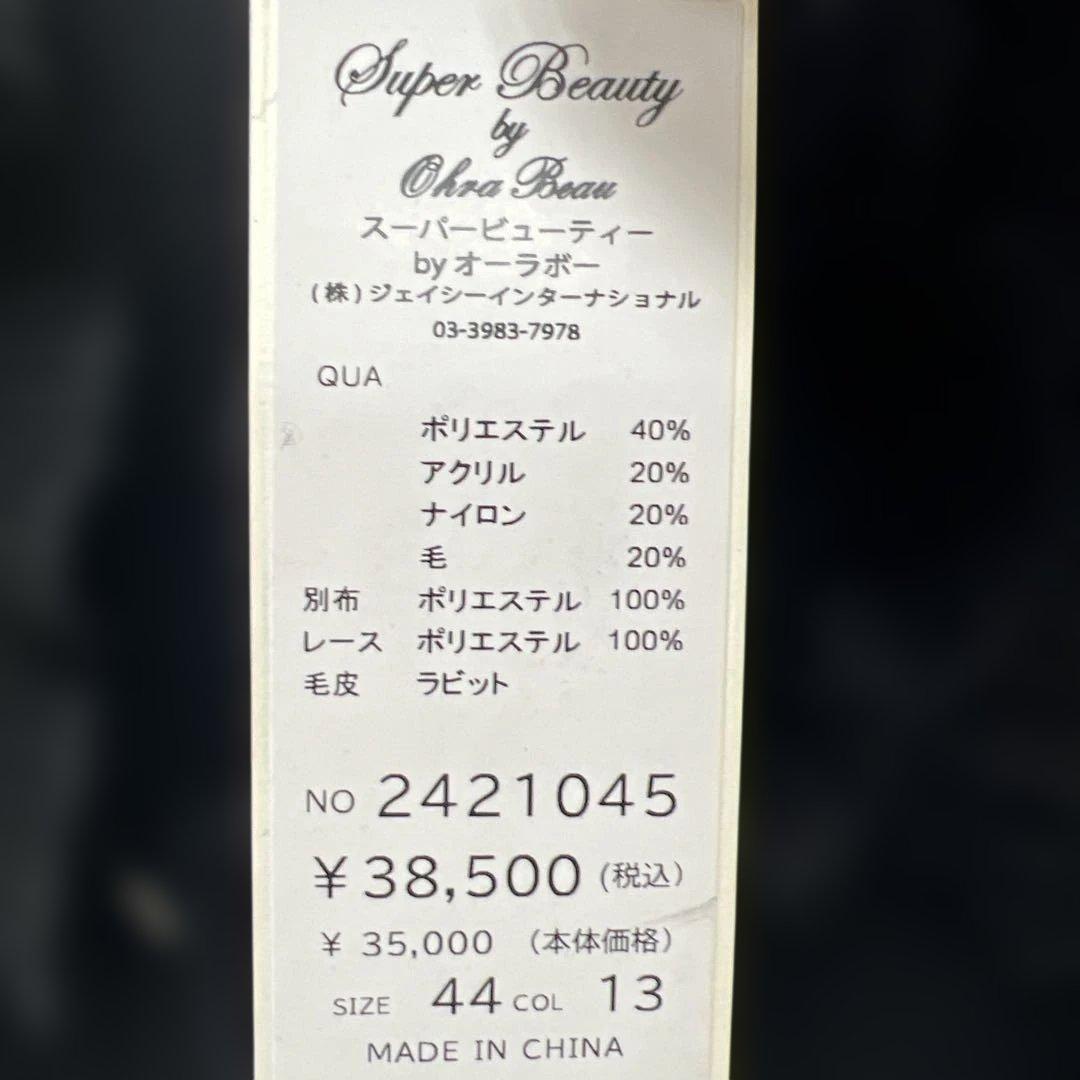 Super Beauty
by
Ohra Beau
スーパービューティー
by オーラボー
(株)ジェイシーインターナショナル
03-3983-7978
QUA
ポリエステル 40%
アクリル 20%
ナイロン 20%
毛 20%
別布 ポリエステル 100%
レース ポリエステル 100%
毛皮 ラビット
NO 2421045
¥38,500 (税込)
¥ 35,000 (本体価格)
SIZE 44 COL 13
MADE IN CHINA